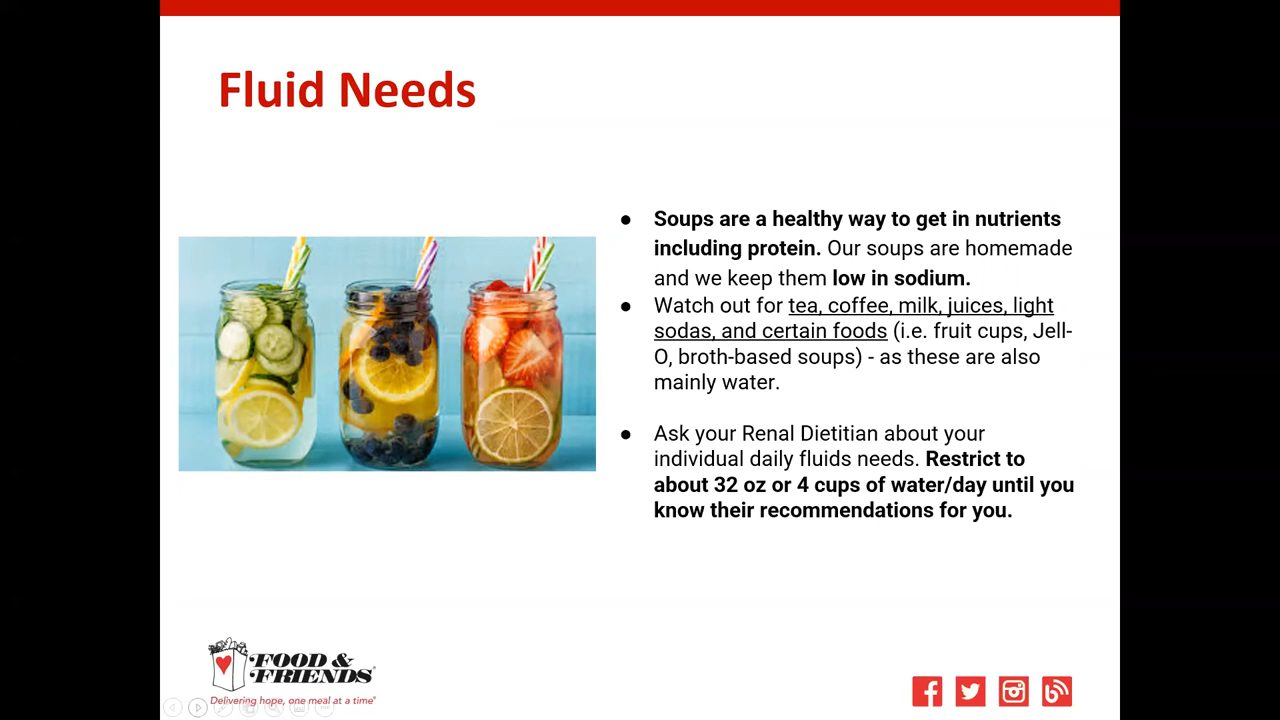 Fluid Needs
● Soups are a healthy way to get in nutrients
including protein. Our soups are homemade
and we keep them low in sodium.
● Watch out for tea, coffee, milk, juices, light
sodas, and certain foods (i.e. fruit cups, Jell-
O, broth-based soups) - as these are also
mainly water.
● Ask your Renal Dietitian about your
individual daily fluids needs. Restrict to
about 32 oz or 4 cups of water/day until you
know their recommendations for you.
FOOD &
FRIENDS®
Delivering hope, one meal at a time®